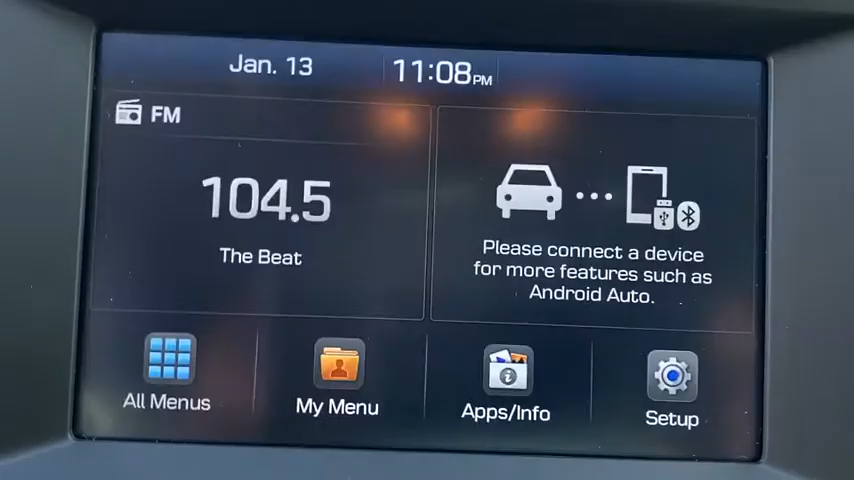 Jan. 13
11:08PM
FM
104.5
The Beat
Please connect a device
for more features such as
Android Auto.
All Menus
My Menu
Apps/Info
Setup